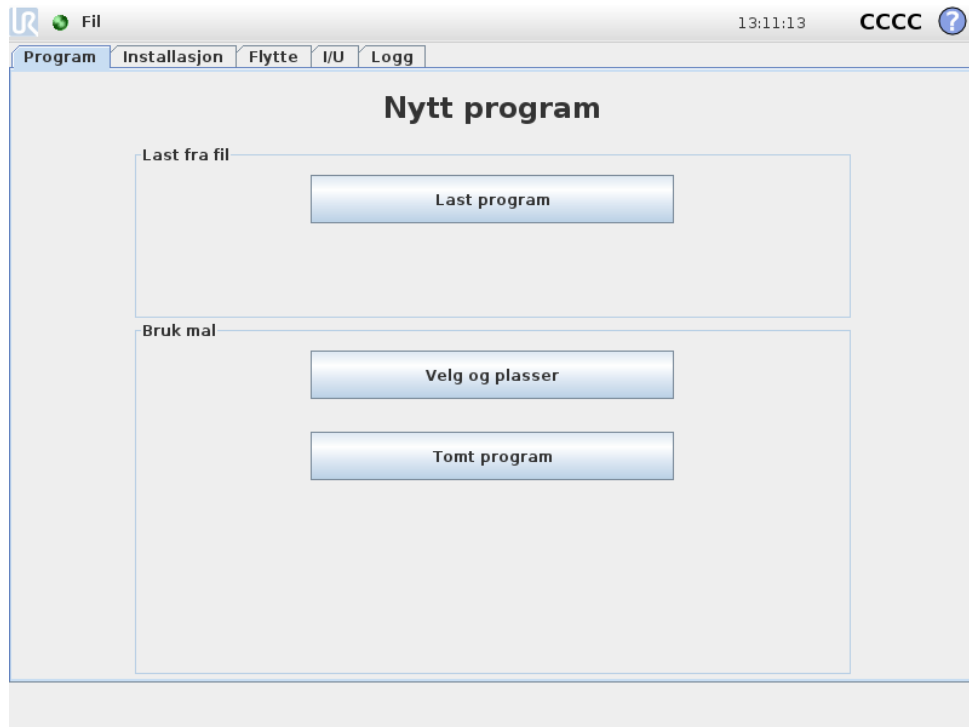 UR Fil 13:11:13 CCCC ?
Program Installasjon Flytte I/U Logg
Nytt program
Last fra fil
Last program
Bruk mal
Velg og plasser
Tomt program